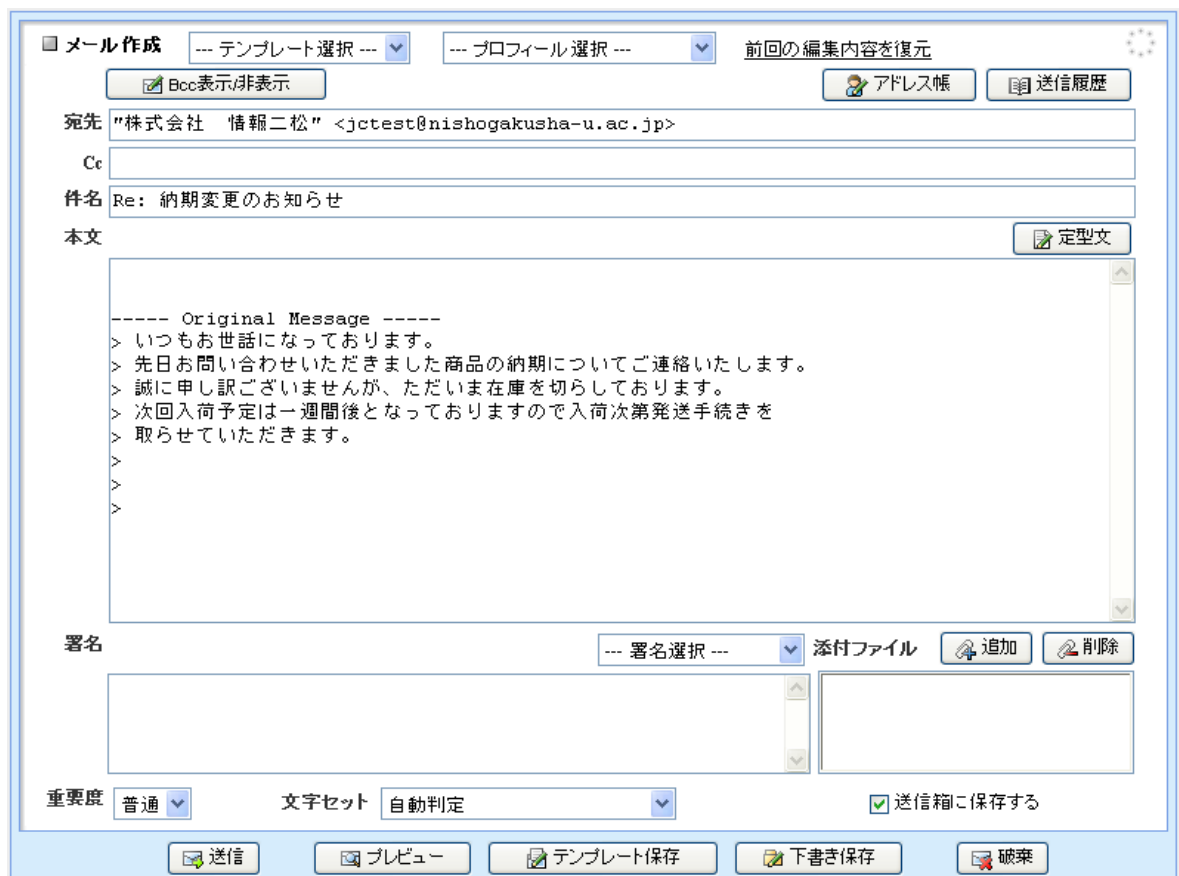 メール作成 --- テンプレート選択 --- --- プロフィール選択 --- 前回の編集内容を復元
Bcc表示/非表示 アドレス帳 送信履歴
宛先 "株式会社　情報二松" <jctest@nishogakusha-u.ac.jp>
Cc
件名 Re: 納期変更のお知らせ
本文 定型文
----- Original Message -----
> いつもお世話になっております。
> 先日お問い合わせいただきました商品の納期についてご連絡いたします。
> 誠に申し訳ございませんが、ただいま在庫を切らしております。
> 次回入荷予定は一週間後となっておりますので入荷次第発送手続きを
> 取らせていただきます。
>
>
>
署名 --- 署名選択 --- 添付ファイル 追加 削除
重要度 普通 文字セット 自動判定 送信箱に保存する
送信 プレビュー テンプレート保存 下書き保存 破棄